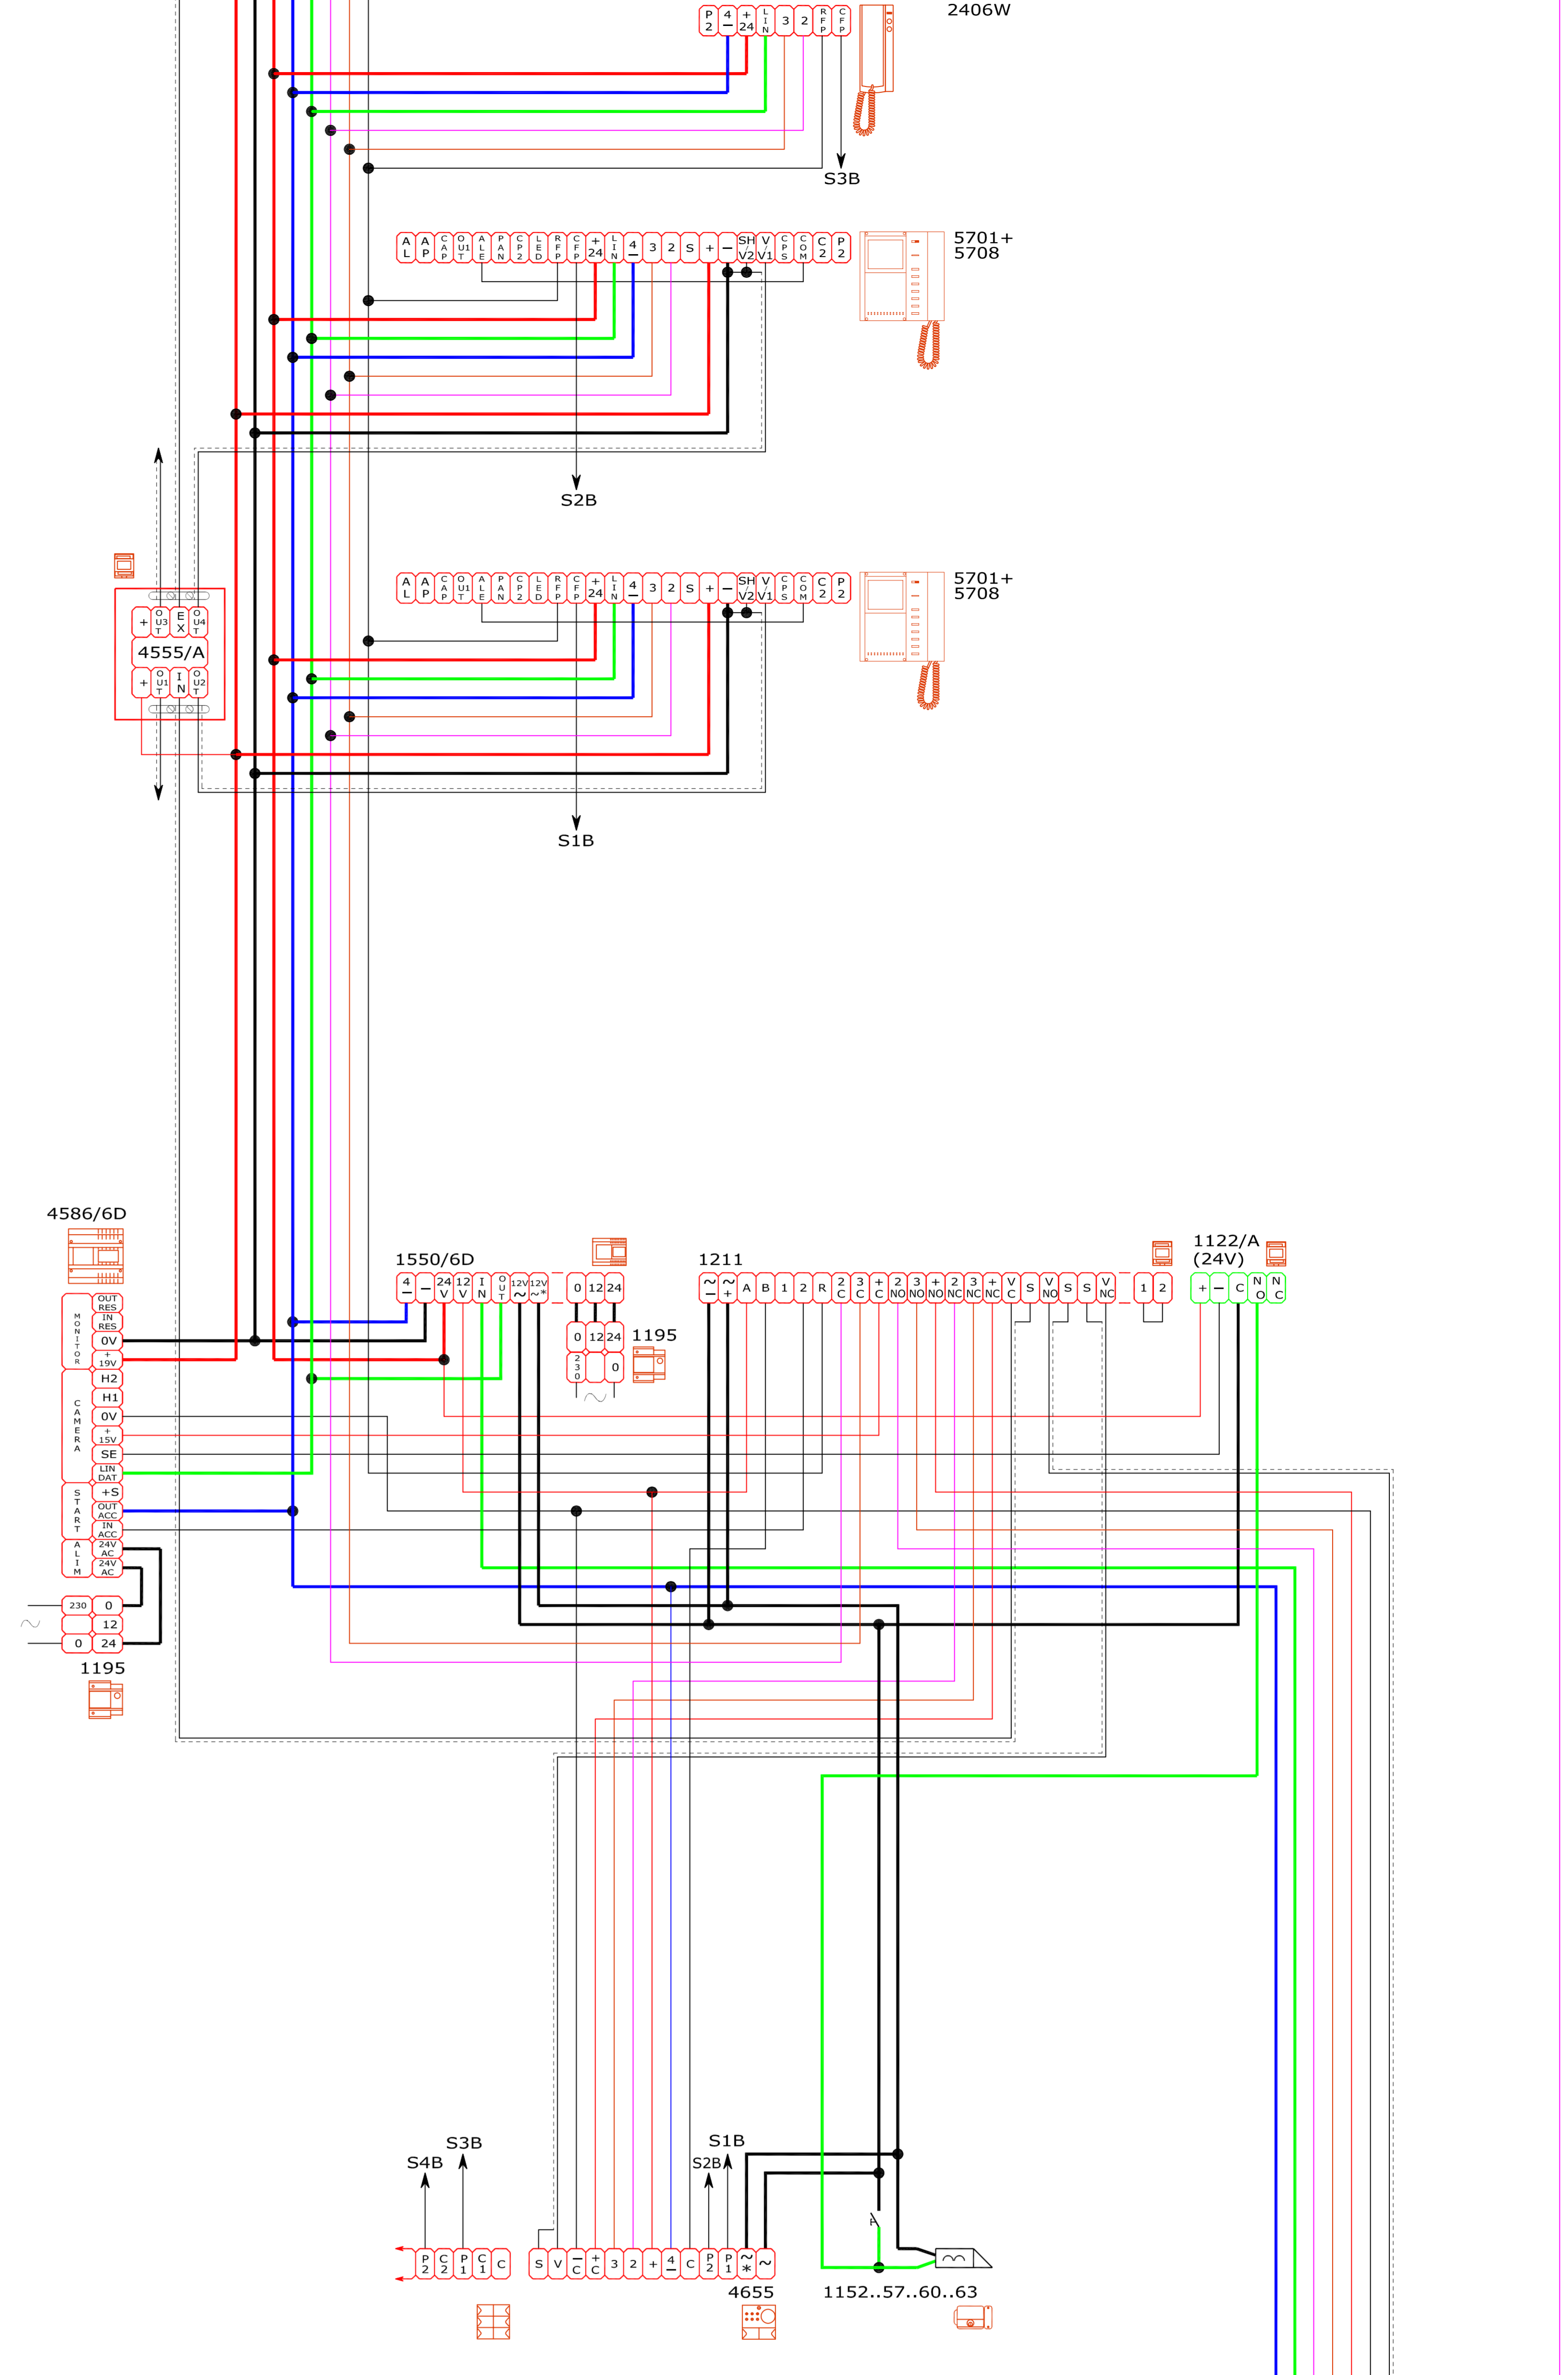 2406W
P2 4– +24 LIN 3 2 RFP CFP
S3B
AL AP CAP OU1T ALE PAN CP2 LED RFP CFP +24 LIN 4– 3 2 S + – SH/V2 V/V1 CPS COM C2 P2
5701+
5708
S2B
AL AP CAP OU1T ALE PAN CP2 LED RFP CFP +24 LIN 4– 3 2 S + – SH/V2 V/V1 CPS COM C2 P2
5701+
5708
+ OU3T EX OU4T
4555/A
+ OU1T IN OU2T
S1B
4586/6D
MONITOR
OUT RES
IN RES
0V
+ 19V
CAMERA
H2
H1
0V
+ 15V
SE
LIN DAT
START
+S
OUT ACC
IN ACC
ALIM
24V AC
24V AC
230 0
12
0 24
1195
1550/6D
4– – 24V 12V IN OUT 12V~ 12V~* 0 12 24
0 12 24
230 0
1195
1211
~– ~+ A B 1 2 R 2C 3C +C 2NO 3NO +NO 2NC 3NC +NC VC S VNO S S VNC 1 2
1122/A
(24V)
+ – C NO NC
S4B
S3B
S2B
S1B
P2 C2 P1 C1 C
S V –C +C 3 2 + 4– C P2 P1 ~* ~
4655
1152..57..60..63